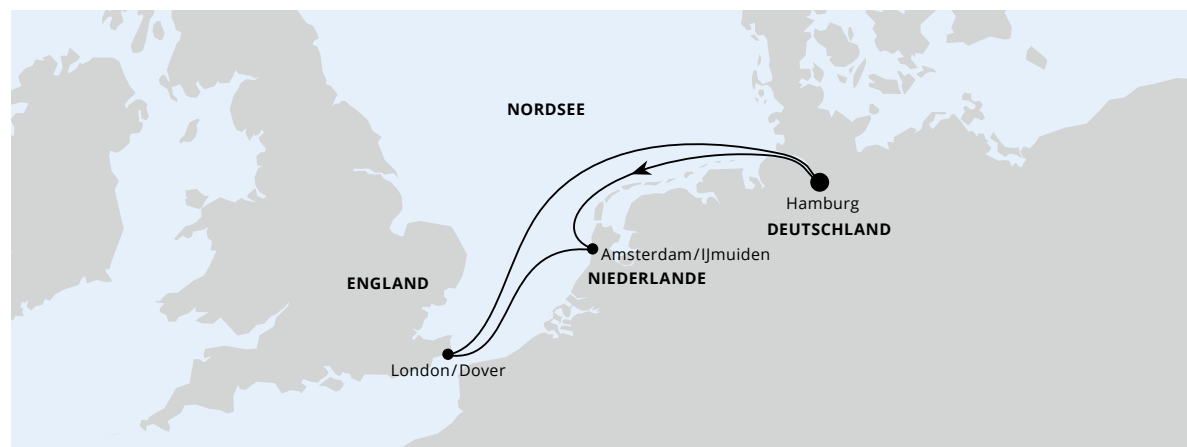 NORDSEE
Hamburg
DEUTSCHLAND
Amsterdam/IJmuiden
NIEDERLANDE
ENGLAND
London/Dover